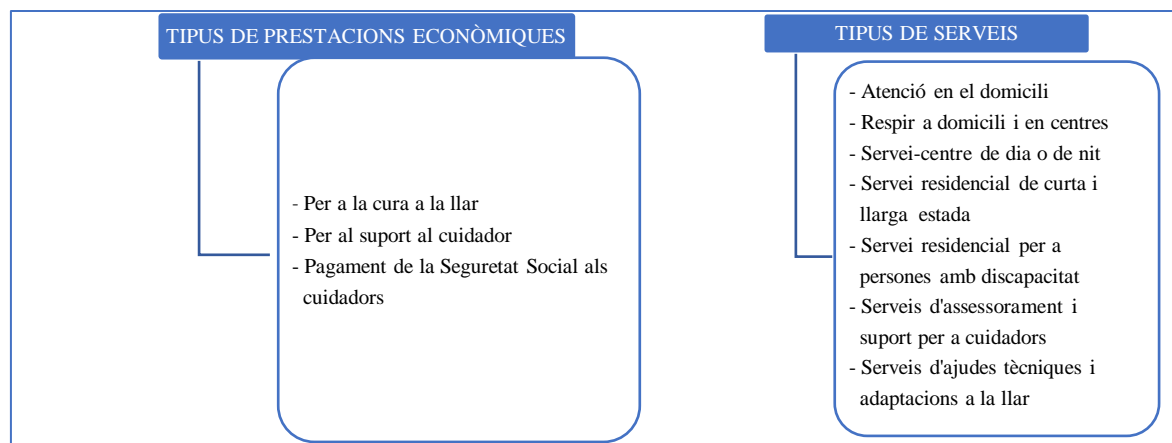 TIPUS DE PRESTACIONS ECONÒMIQUES
- Per a la cura a la llar
- Per al suport al cuidador
- Pagament de la Seguretat Social als
cuidadors
TIPUS DE SERVEIS
- Atenció en el domicili
- Respir a domicili i en centres
- Servei-centre de dia o de nit
- Servei residencial de curta i
llarga estada
- Servei residencial per a
persones amb discapacitat
- Serveis d'assessorament i
suport per a cuidadors
- Serveis d'ajudes tècniques i
adaptacions a la llar